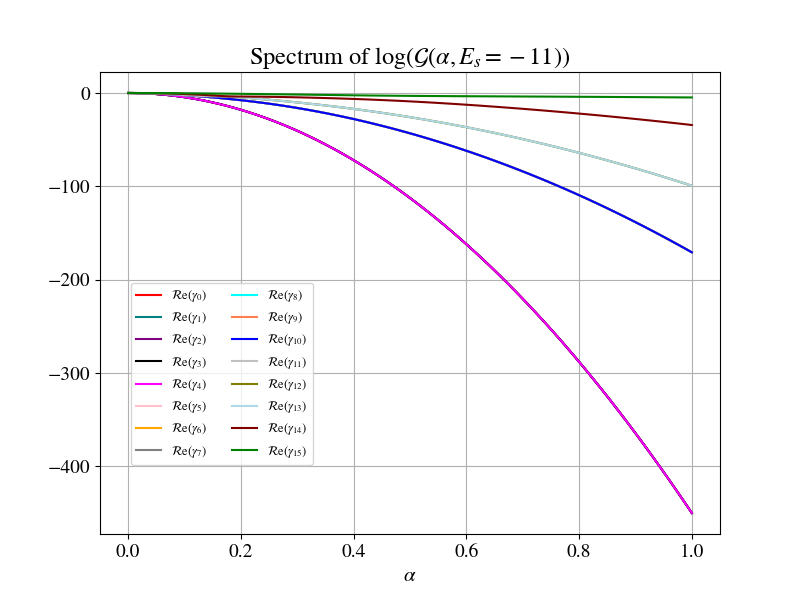 Spectrum of log(𝒢(α, E_s = −11))
0
−100
−200
−300
−400
0.0 0.2 0.4 0.6 0.8 1.0
α
ℛe(γ₀) ℛe(γ₈)
ℛe(γ₁) ℛe(γ₉)
ℛe(γ₂) ℛe(γ₁₀)
ℛe(γ₃) ℛe(γ₁₁)
ℛe(γ₄) ℛe(γ₁₂)
ℛe(γ₅) ℛe(γ₁₃)
ℛe(γ₆) ℛe(γ₁₄)
ℛe(γ₇) ℛe(γ₁₅)